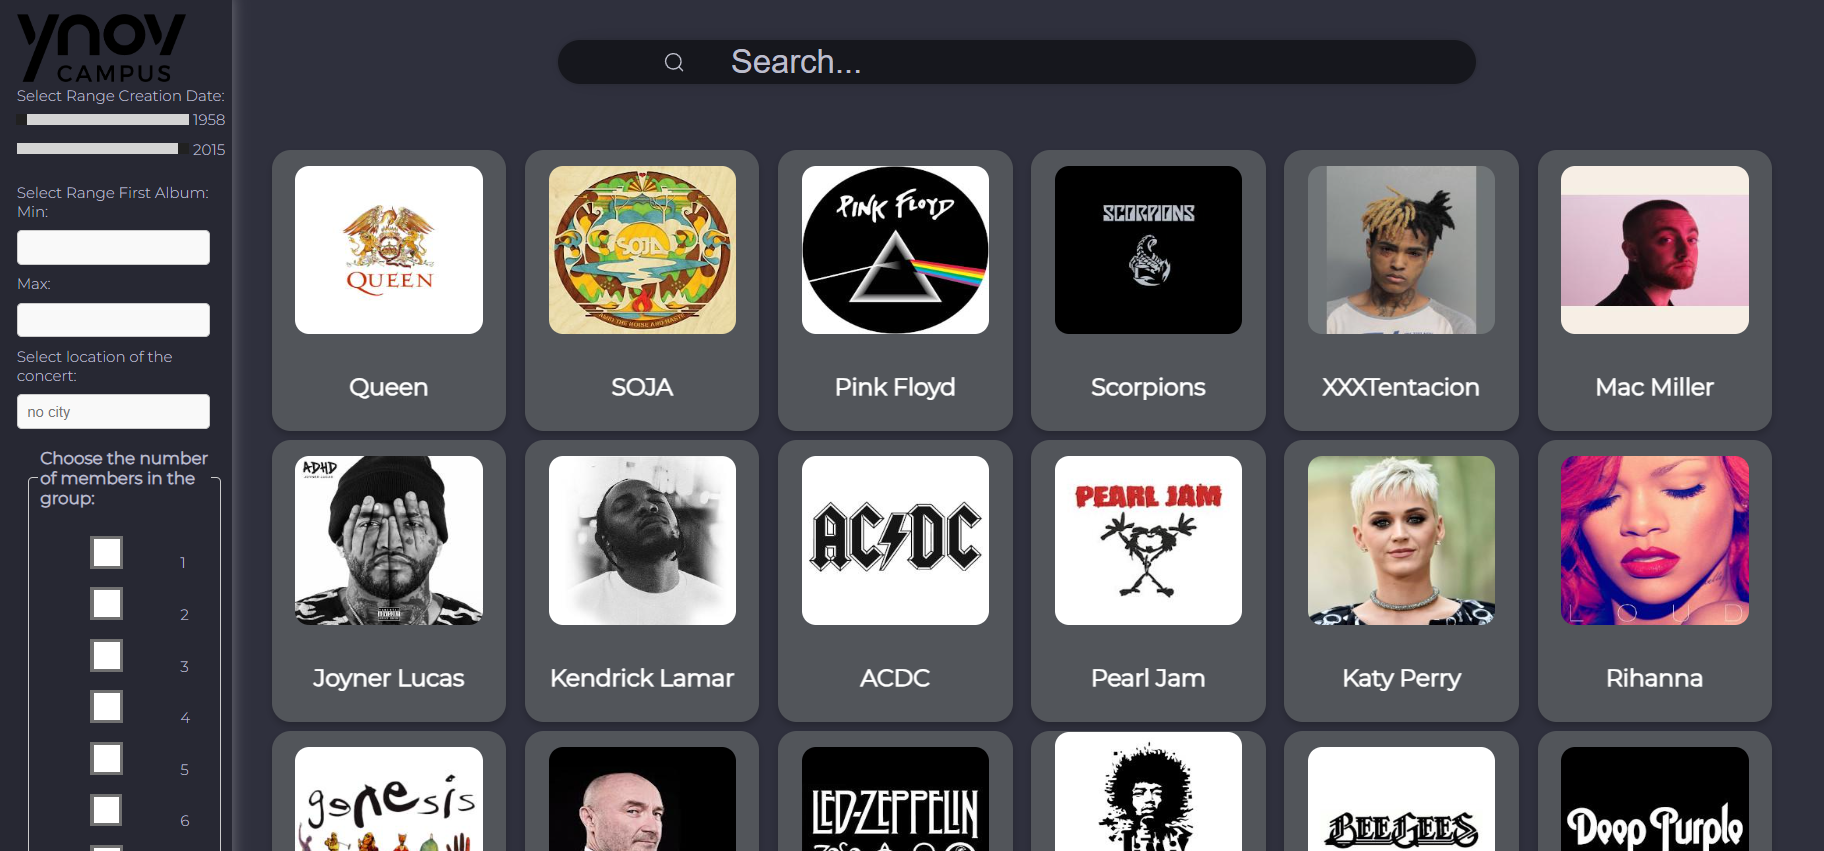 ynov
CAMPUS
Select Range Creation Date:
1958
2015
Select Range First Album:
Min:
Max:
Select location of the
concert:
no city
Choose the number
of members in the
group:
1
2
3
4
5
6
Search...
QUEEN
SOJA
PINK FLOYD
SCORPIONS
Queen
SOJA
Pink Floyd
Scorpions
XXXTentacion
Mac Miller
ADHD
AC DC
PEARL JAM
LOUD
Joyner Lucas
Kendrick Lamar
ACDC
Pearl Jam
Katy Perry
Rihanna
genesis
LED-ZEPPELIN
BEE GEES
Deep Purple